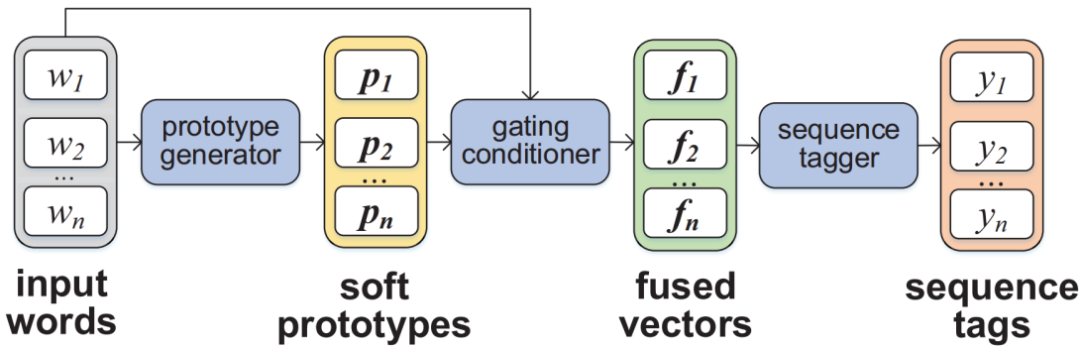 w1
w2
...
wn
input
words
prototype
generator
p1
p2
...
pn
soft
prototypes
gating
conditioner
f1
f2
...
fn
fused
vectors
sequence
tagger
y1
y2
...
yn
sequence
tags